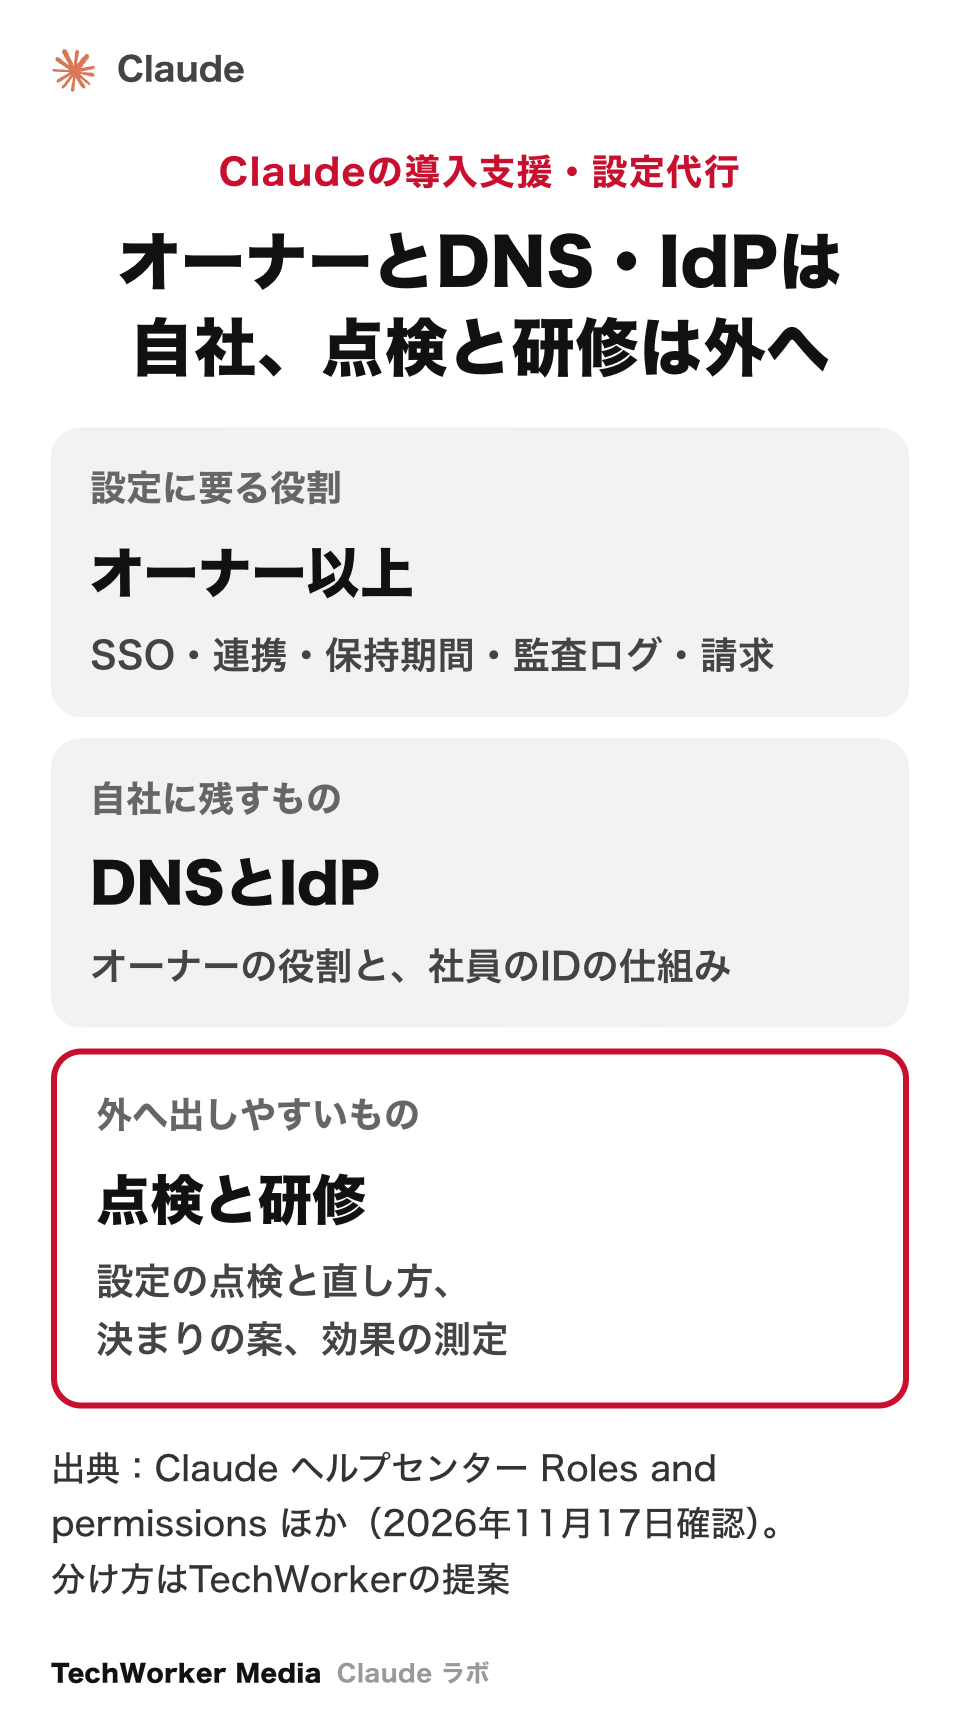 Claude
Claudeの導入支援・設定代行
オーナーとDNS・IdPは
自社、点検と研修は外へ
設定に要る役割
オーナー以上
SSO・連携・保持期間・監査ログ・請求
自社に残すもの
DNSとIdP
オーナーの役割と、社員のIDの仕組み
外へ出しやすいもの
点検と研修
設定の点検と直し方、
決まりの案、効果の測定
出典：Claude ヘルプセンター Roles and
permissions ほか（2026年11月17日確認）。
分け方はTechWorkerの提案
TechWorker Media Claude ラボ